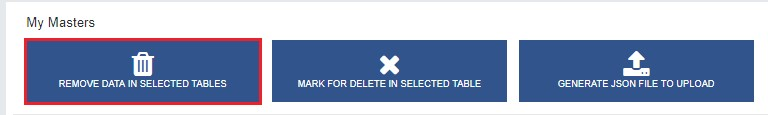 My Masters
REMOVE DATA IN SELECTED TABLES
MARK FOR DELETE IN SELECTED TABLE
GENERATE JSON FILE TO UPLOAD